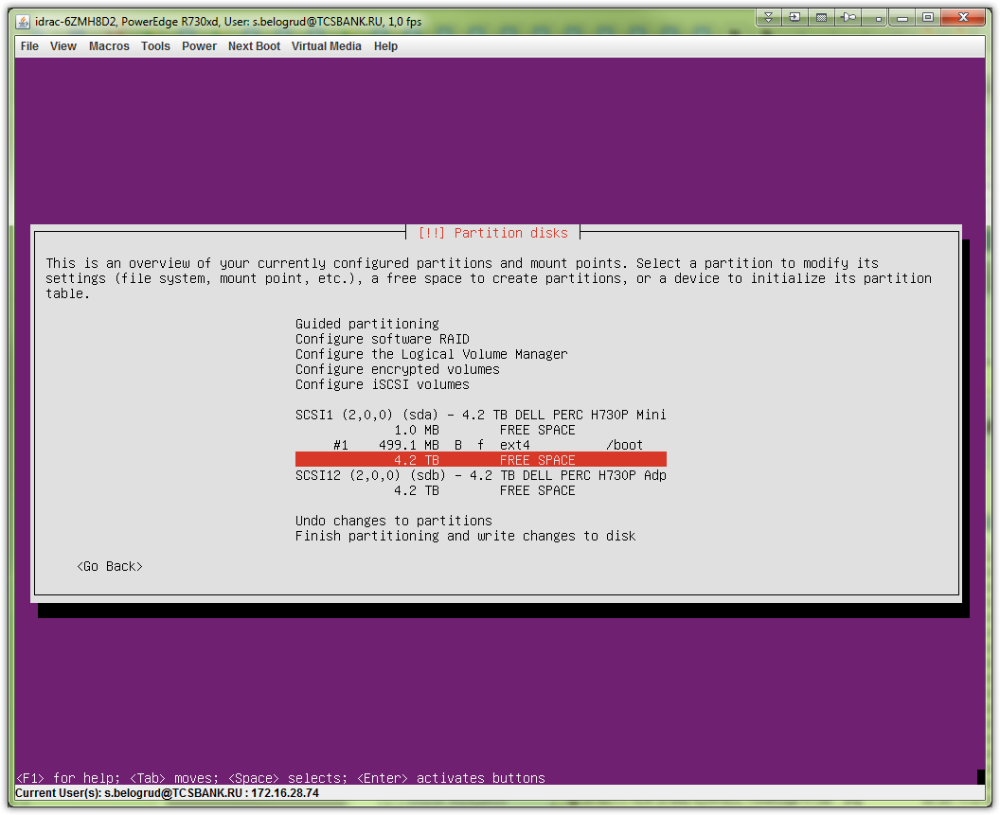 idrac-6ZMH8D2, PowerEdge R730xd, User: s.belogrud@TCSBANK.RU, 1,0 fps
File View Macros Tools Power Next Boot Virtual Media Help
[!!] Partition disks
This is an overview of your currently configured partitions and mount points. Select a partition to modify its
settings (file system, mount point, etc.), a free space to create partitions, or a device to initialize its partition
table.
Guided partitioning
Configure software RAID
Configure the Logical Volume Manager
Configure encrypted volumes
Configure iSCSI volumes
SCSI1 (2,0,0) (sda) - 4.2 TB DELL PERC H730P Mini
1.0 MB FREE SPACE
#1 499.1 MB B f ext4 /boot
4.2 TB FREE SPACE
SCSI12 (2,0,0) (sdb) - 4.2 TB DELL PERC H730P Adp
4.2 TB FREE SPACE
Undo changes to partitions
Finish partitioning and write changes to disk
<Go Back>
<F1> for help; <Tab> moves; <Space> selects; <Enter> activates buttons
Current User(s): s.belogrud@TCSBANK.RU : 172.16.28.74